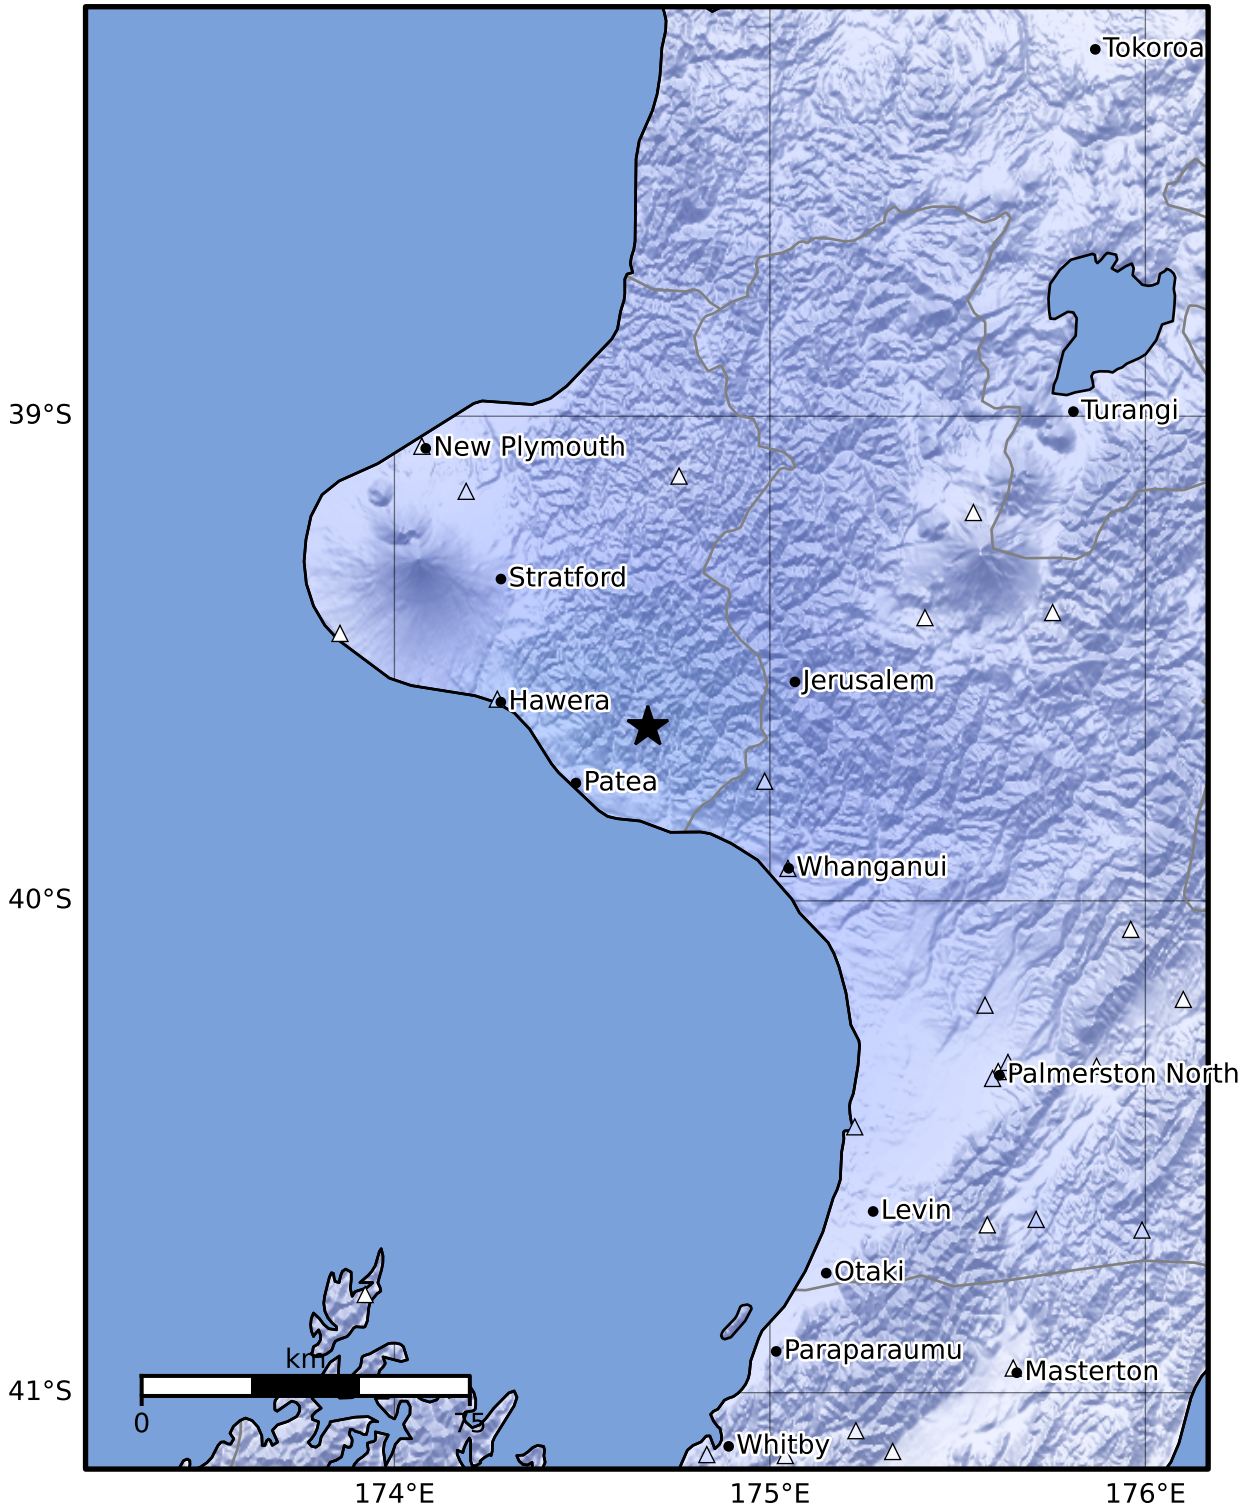 Tokoroa
39°S
Turangi
New Plymouth
Stratford
Jerusalem
Hawera
Patea
Whanganui
40°S
Palmerston North
Levin
Otaki
Paraparaumu
km
Masterton
41°S
0
75
Whitby
174°E
175°E
176°E